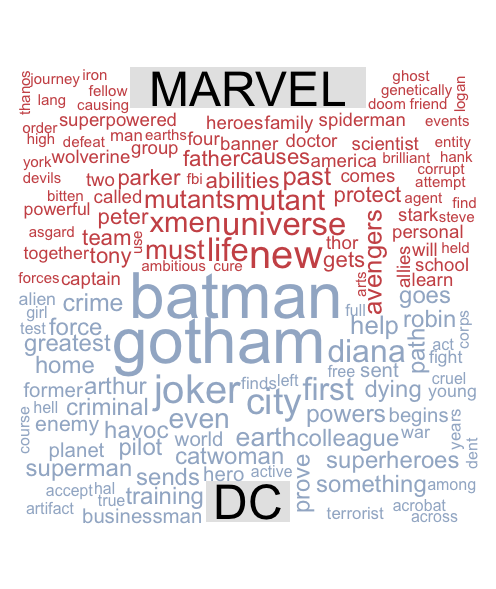 MARVEL
thanos journey iron fellow lang causing
ghost genetically doom friend logan
order superpowered heroes family spiderman events
high defeat man earths four banner doctor scientist entity
york wolverine group father causes america brilliant hank
devils two parker fbi abilities past comes corrupt attempt
bitten called mutants mutant protect agent find
powerful peter xmen universe stark steve
asgard team use avengers personal
together tony must life new thor gets allies will held
forces captain ambitious cure arts school learn
alien crime batman full goes
girl test force gotham help robin corps
greatest diana path act fight
home joker finds left free sent cruel
former arthur city first dying young
course hell criminal even powers begins years
enemy havoc world earth colleague war
planet pilot catwoman dent
superman sends hero active prove superheroes
accept hal true training something among
artifact businessman DC terrorist acrobat across